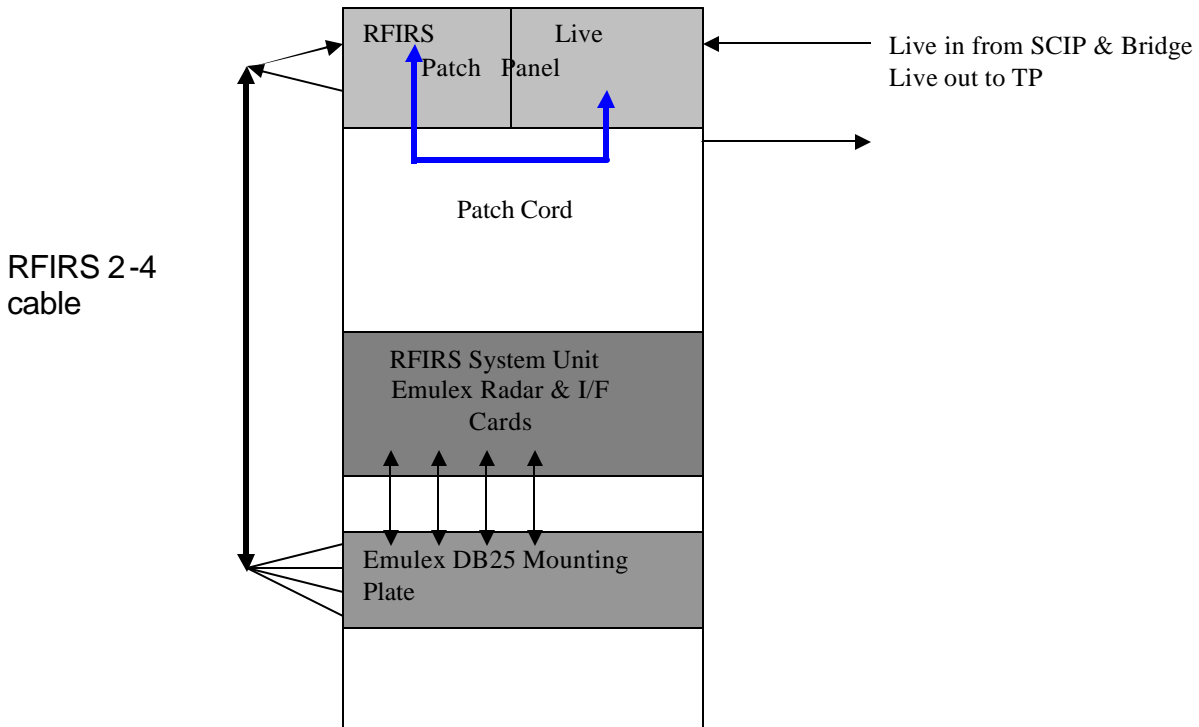 RFIRS Live
Patch Panel
Live in from SCIP & Bridge
Live out to TP
Patch Cord
RFIRS 2-4
cable
RFIRS System Unit
Emulex Radar & I/F
Cards
Emulex DB25 Mounting
Plate